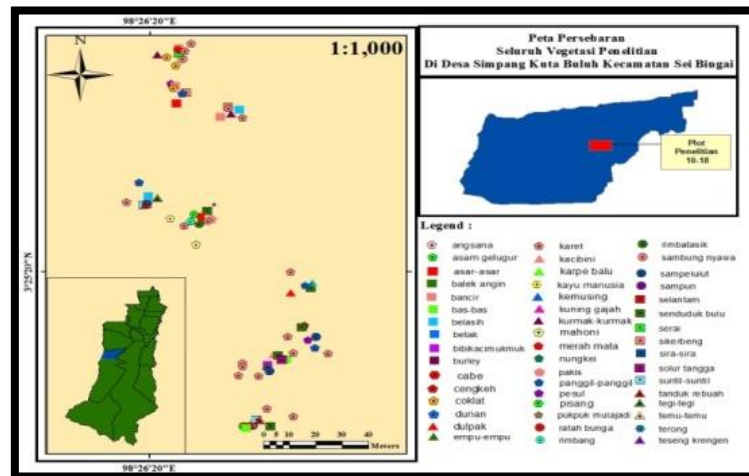 98°26'20"E
N
1:1,000
3°25'20"N
0 5 10 20 30 40
Meters
98°26'20"E
Peta Persebaran
Seluruh Vegetasi Penelitian
Di Desa Simpang Kuta Buluh Kecamatan Sei Bingai
Plot
Penelitian
10-18
Legend :
angsana
asam gelugur
asar-asar
balek angin
bancir
bas-bas
belasih
betak
bibikacimukmuk
burley
cabe
cengkeh
coklat
durian
dulpak
empu-empu
karet
kacibini
karpe balu
kayu manusia
kemusing
kuning gajah
kurmak-kurmak
mahoni
merah mata
nungkei
pakis
panggil-panggil
pesul
pisang
pukpuk mulajadi
ratah bunga
rimbang
rimbatasik
sambung nyawa
sampelulut
sampun
selantam
senduduk bulu
serai
sikerbeng
sira-sira
solur tangga
suntil-suntil
tanduk rebuah
tegi-tegi
temu-temu
terong
teseng krengen